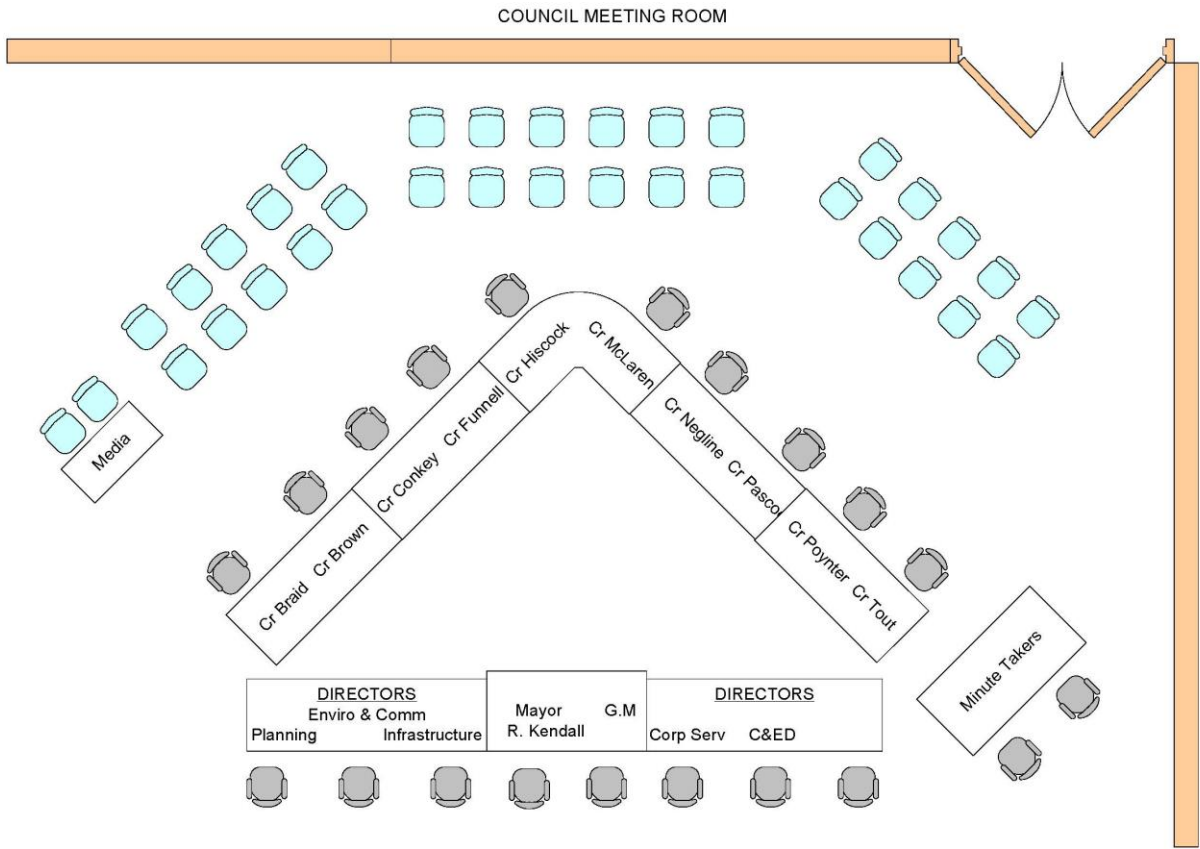 COUNCIL MEETING ROOM
Cr Hiscock
Cr McLaren
Cr Funnell
Cr Negline
Cr Conkey
Cr Pasco
Media
Cr Brown
Cr Poynter
Cr Braid
Cr Tout
Minute Takers
DIRECTORS
Enviro & Comm
Planning Infrastructure
Mayor G.M
R. Kendall
DIRECTORS
Corp Serv C&ED